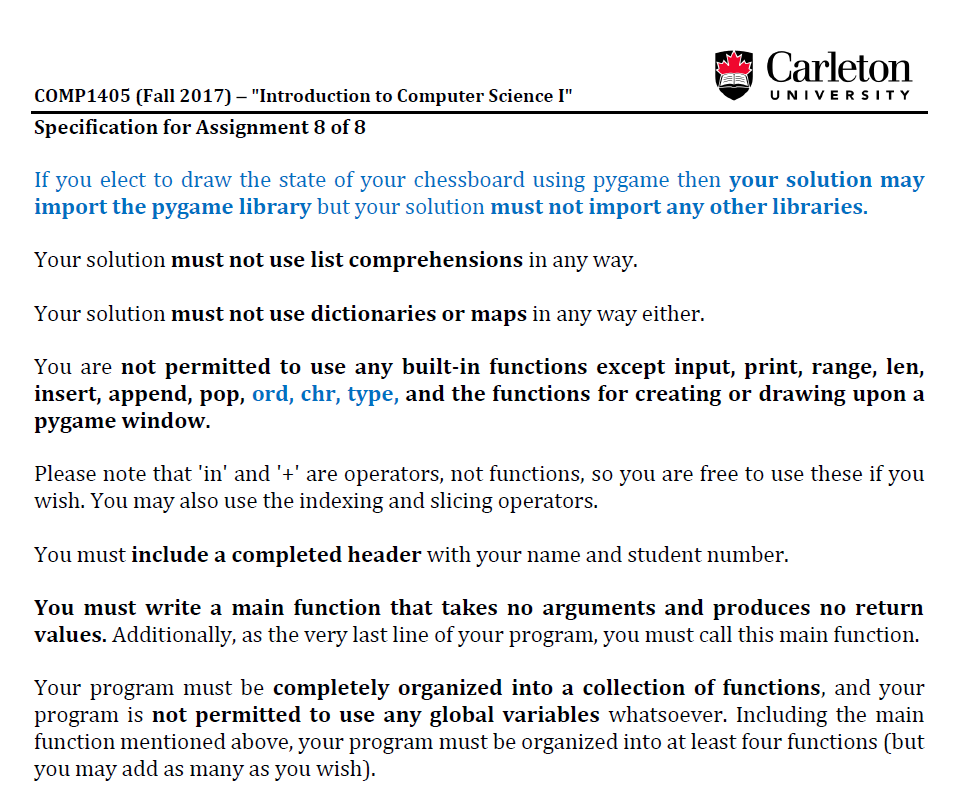 Carleton
UNIVERSITY
COMP1405 (Fall 2017) – "Introduction to Computer Science I"
Specification for Assignment 8 of 8
If you elect to draw the state of your chessboard using pygame then your solution may
import the pygame library but your solution must not import any other libraries.
Your solution must not use list comprehensions in any way.
Your solution must not use dictionaries or maps in any way either.
You are not permitted to use any built-in functions except input, print, range, len,
insert, append, pop, ord, chr, type, and the functions for creating or drawing upon a
pygame window.
Please note that 'in' and '+' are operators, not functions, so you are free to use these if you
wish. You may also use the indexing and slicing operators.
You must include a completed header with your name and student number.
You must write a main function that takes no arguments and produces no return
values. Additionally, as the very last line of your program, you must call this main function.
Your program must be completely organized into a collection of functions, and your
program is not permitted to use any global variables whatsoever. Including the main
function mentioned above, your program must be organized into at least four functions (but
you may add as many as you wish).